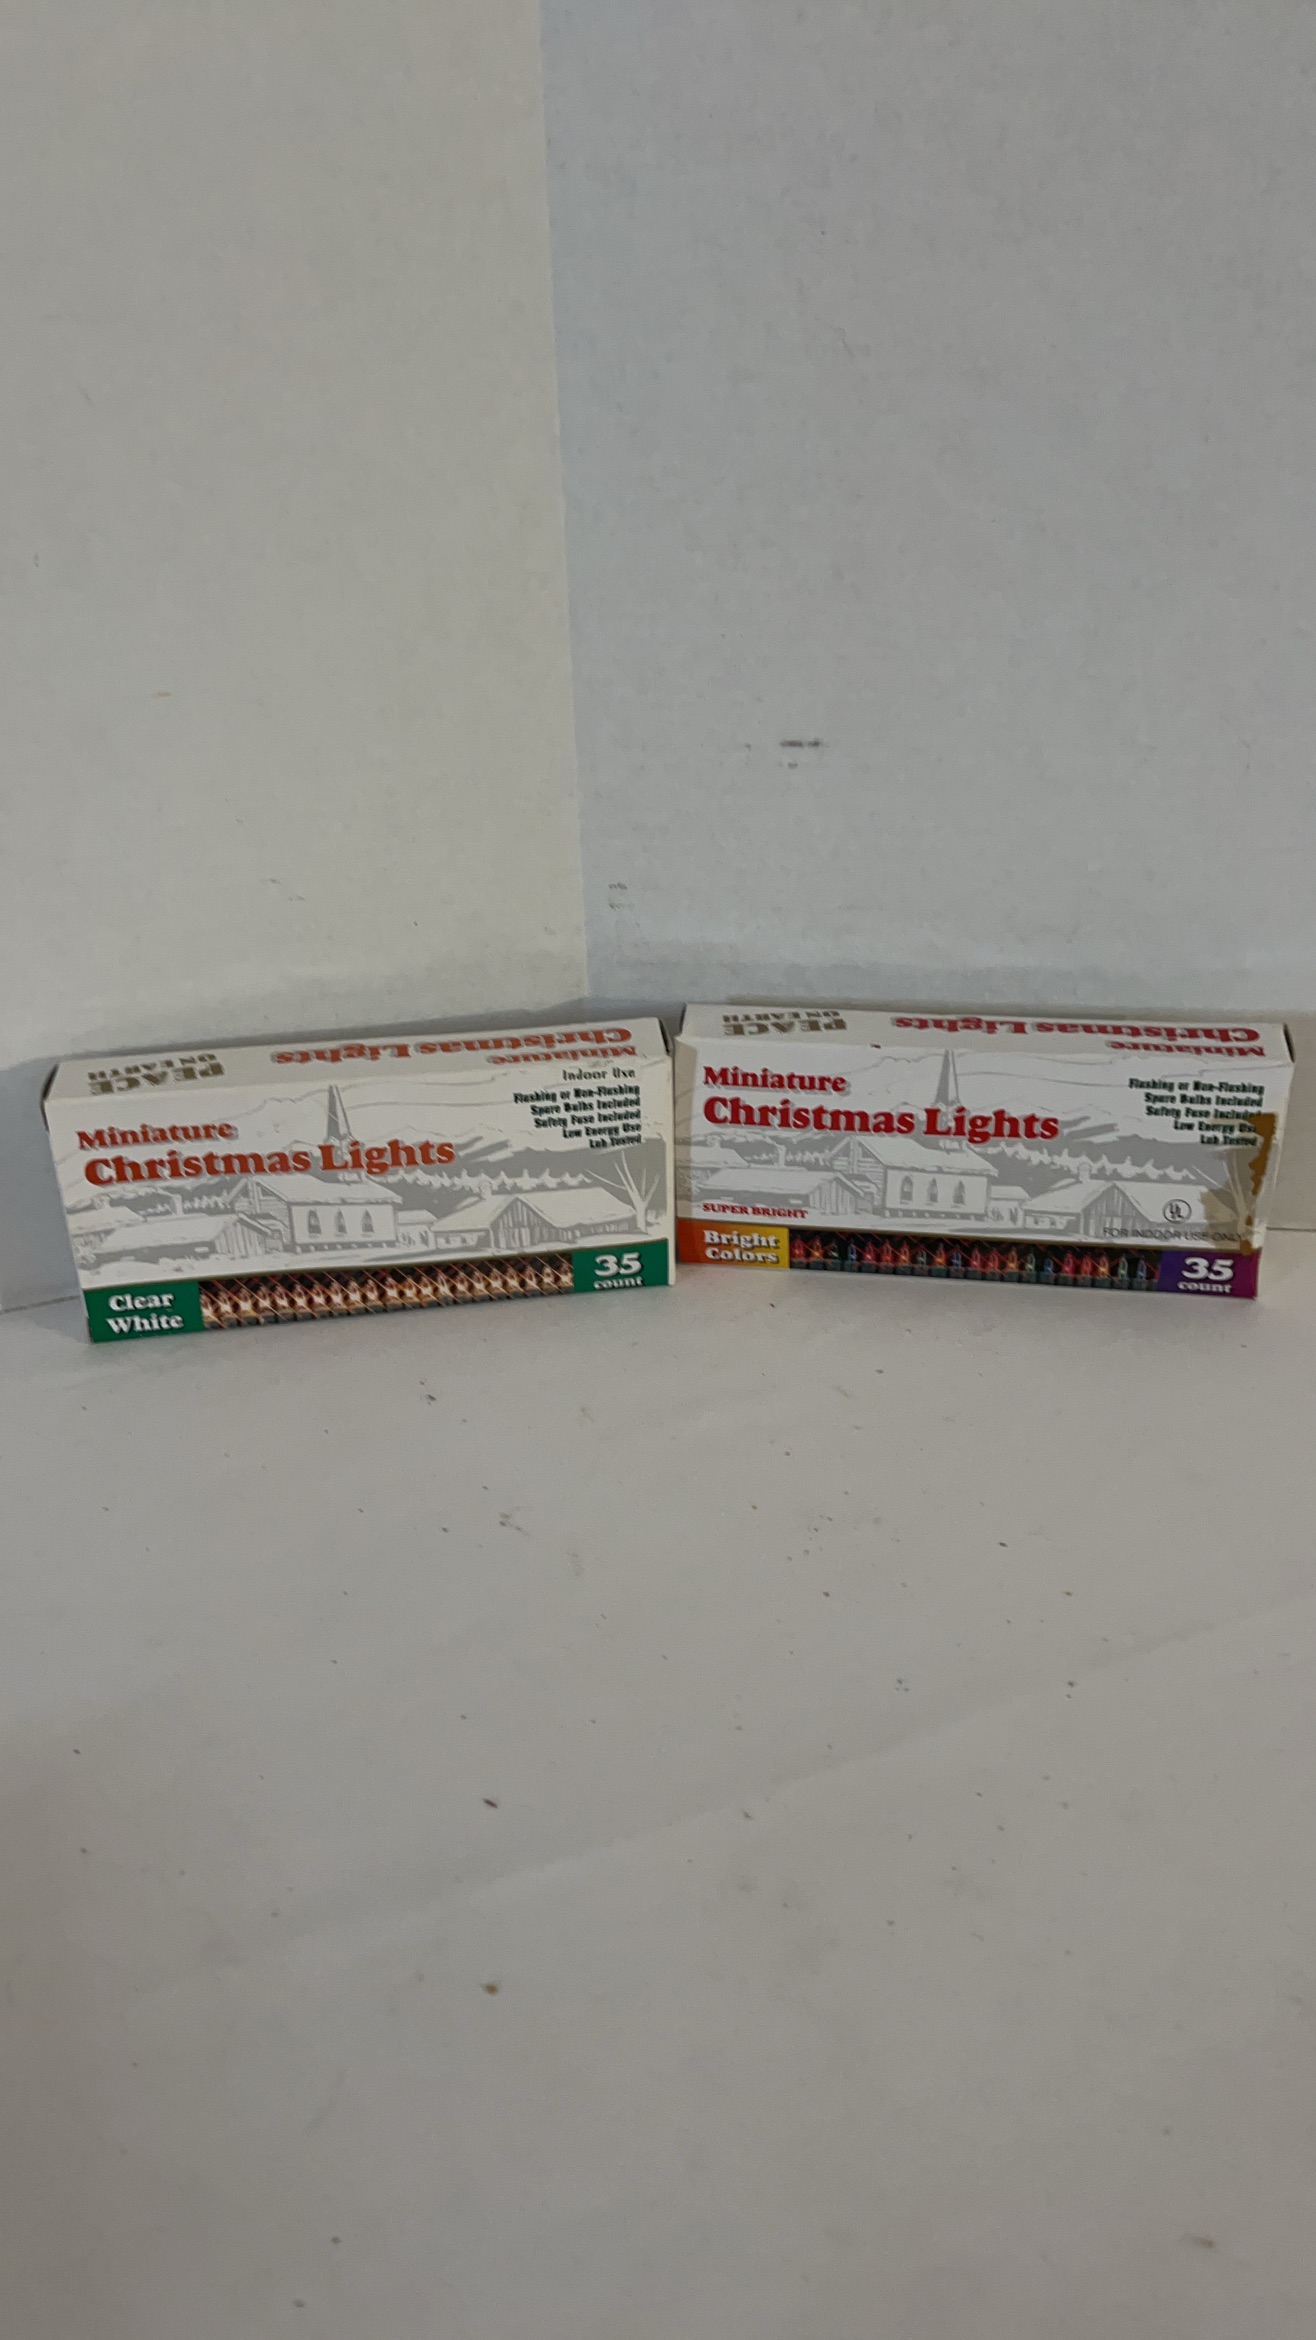 Miniature
Christmas Lights
PEACE
ON EARTH
Indoor Use
Flashing or Non-Flashing
Spare Bulbs Included
Safety Fuse Included
Low Energy Use
Lab Tested
Miniature
Christmas Lights
Clear
White
35
count
Miniature
Christmas Lights
PEACE
ON EARTH
Miniature
Christmas Lights
Flashing or Non-Flashing
Spare Bulbs Included
Safety Fuse Included
Low Energy Use
Lab Tested
SUPER BRIGHT
UL
FOR INDOOR USE ONLY
Bright
Colors
35
count